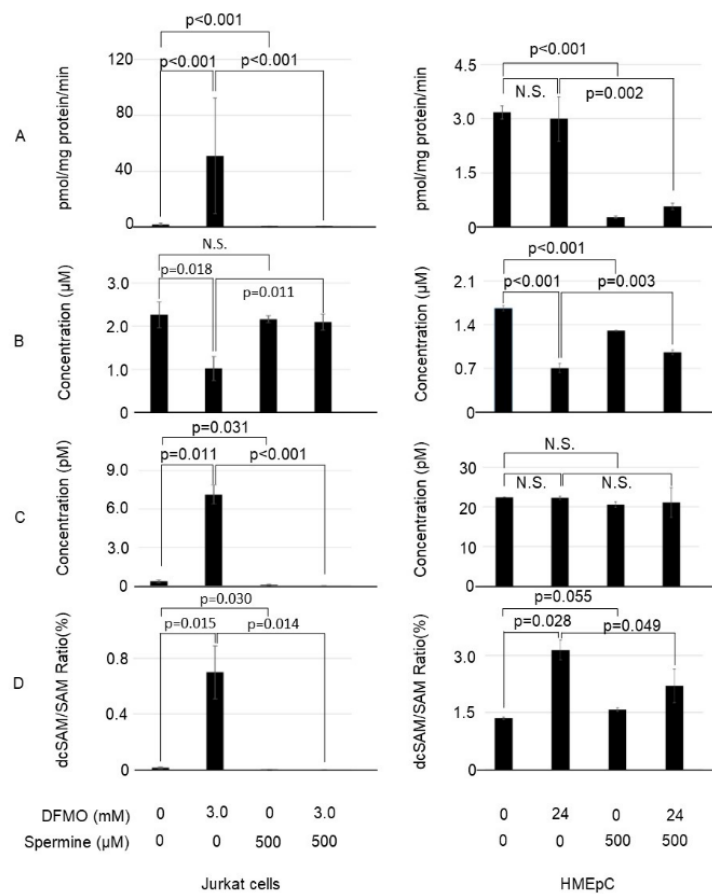 A
pmol/mg protein/min
120
80
40
0
p<0.001
p<0.001
p<0.001
pmol/mg protein/min
4.5
3.0
1.5
0
p<0.001
N.S.
p=0.002
B
Concentration (µM)
3.0
2.0
1.0
0
N.S.
p=0.018
p=0.011
Concentration (µM)
2.1
1.4
0.7
0
p<0.001
p<0.001
p=0.003
C
Concentration (pM)
9.0
6.0
3.0
0
p=0.031
p=0.011
p<0.001
Concentration (pM)
30
20
10
0
N.S.
N.S.
N.S.
D
dcSAM/SAM Ratio(%)
0.8
0.4
0
p=0.030
p=0.015
p=0.014
dcSAM/SAM Ratio(%)
3.0
1.5
0
p=0.055
p=0.028
p=0.049
DFMO (mM) 0 3.0 0 3.0 0 24 0 24
Spermine (µM) 0 0 500 500 0 0 500 500
Jurkat cells HMEpC